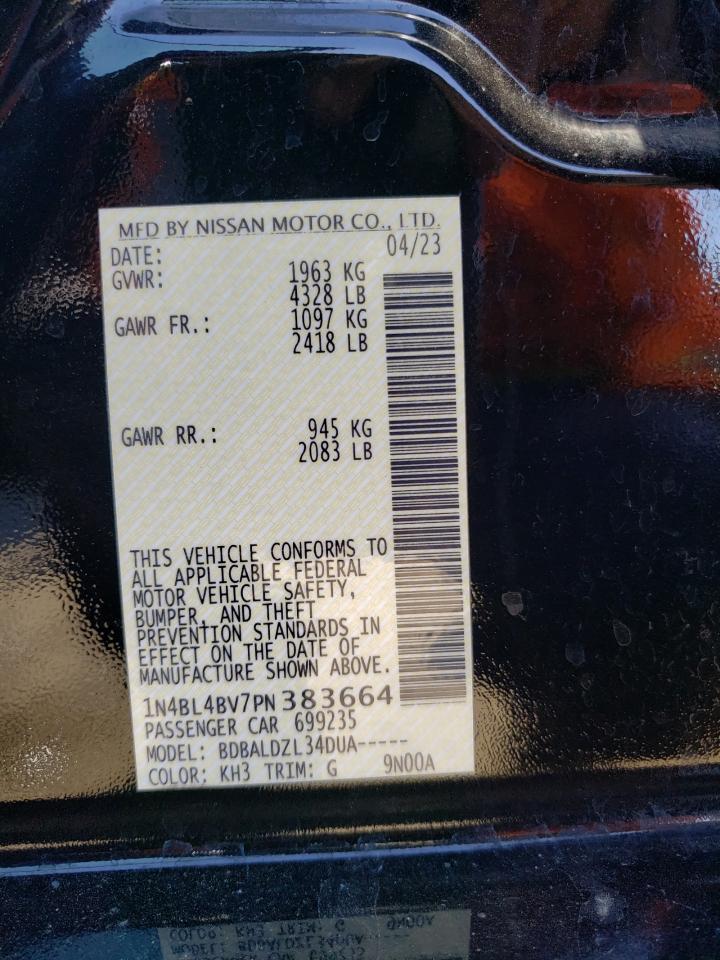 MFD BY NISSAN MOTOR CO., LTD.
DATE: 04/23
GVWR: 1963 KG
4328 LB
GAWR FR.: 1097 KG
2418 LB
GAWR RR.: 945 KG
2083 LB
THIS VEHICLE CONFORMS TO
ALL APPLICABLE FEDERAL
MOTOR VEHICLE SAFETY,
BUMPER, AND THEFT
PREVENTION STANDARDS IN
EFFECT ON THE DATE OF
MANUFACTURE SHOWN ABOVE.
1N4BL4BV7PN383664
PASSENGER CAR 699235
MODEL: BDBALDZL34DUA-----
COLOR: KH3 TRIM: G 9N00A